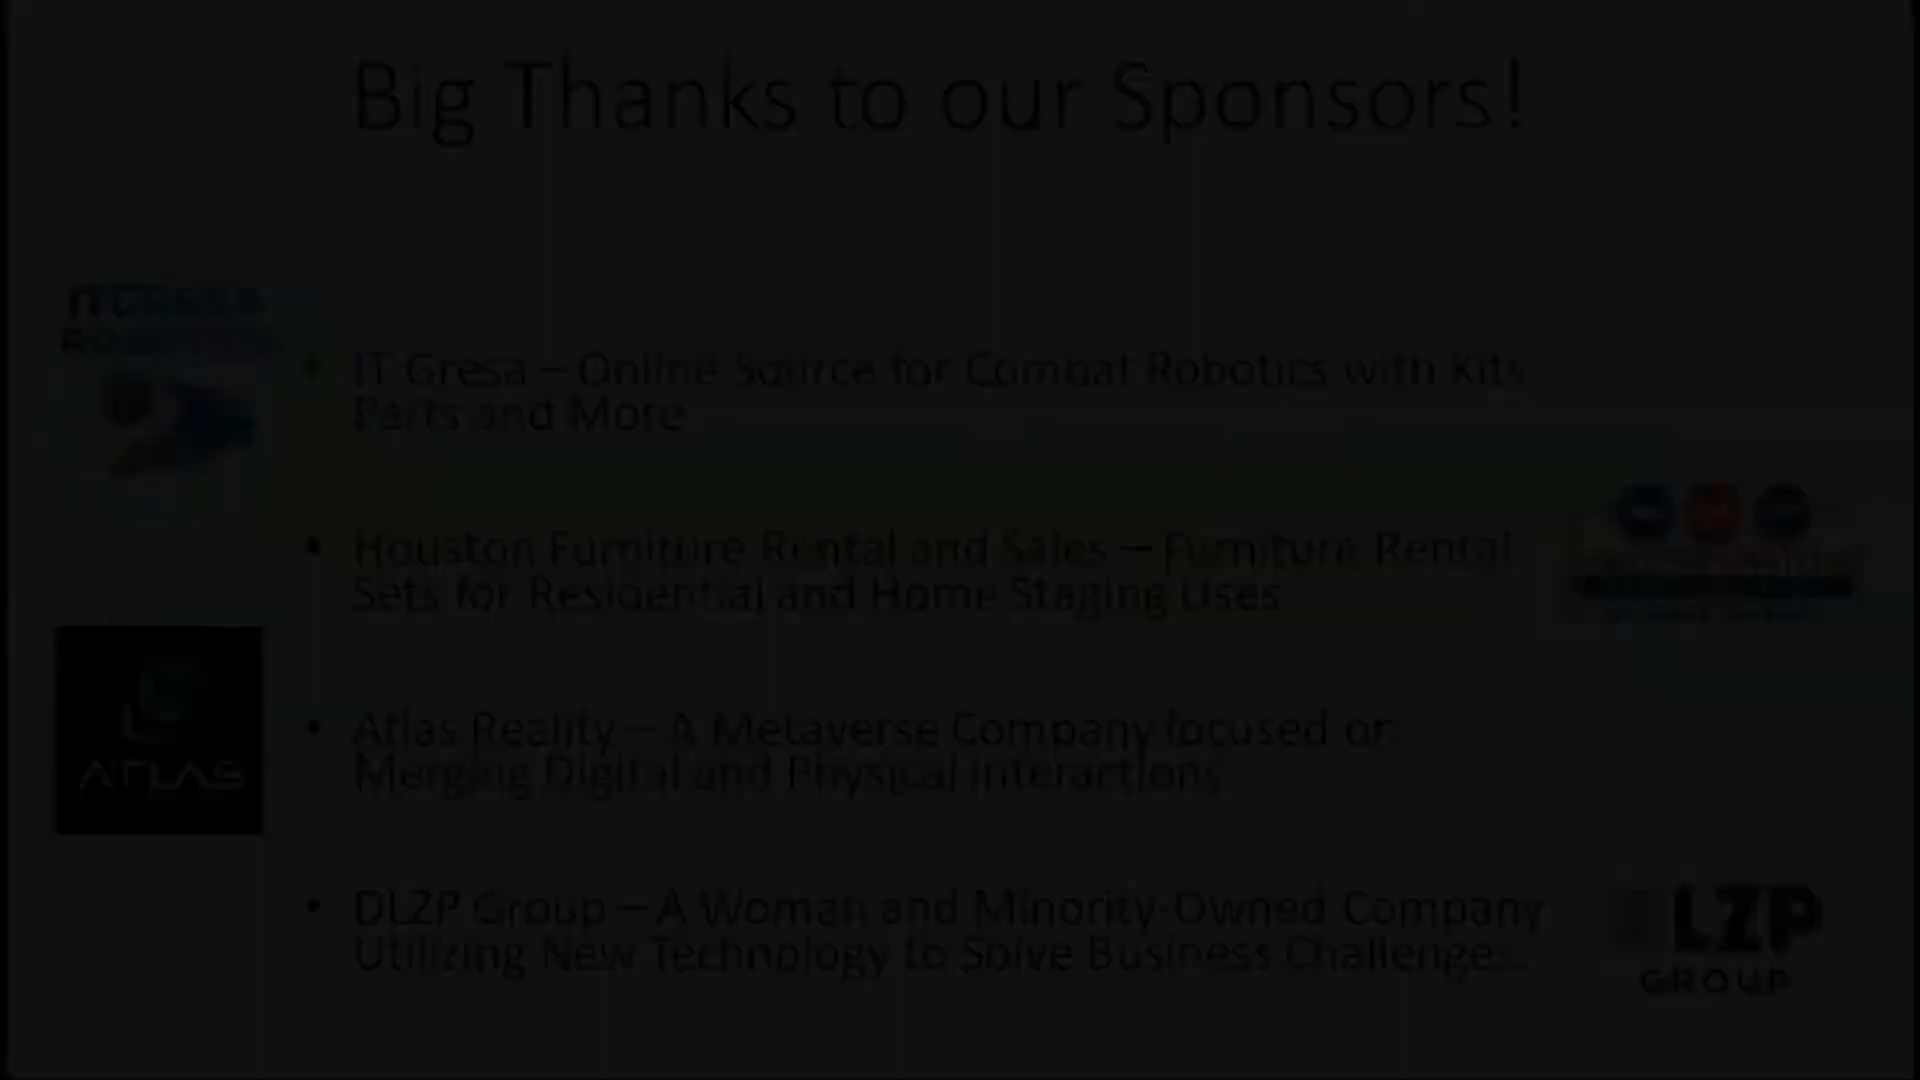 Big Thanks to our Sponsors!
• IT Gresa – Online Source for Combat Robotics with Kits
Parts and More
• Houston Furniture Rental and Sales – Furniture Rental
Sets for Residential and Home Staging Uses
ATLAS
• Atlas Reality – A Metaverse Company focused on
Merging Digital and Physical Interactions
• DLZP Group – A Woman and Minority-Owned Company
Utilizing New Technology to Solve Business Challenges.
DLZP
GROUP